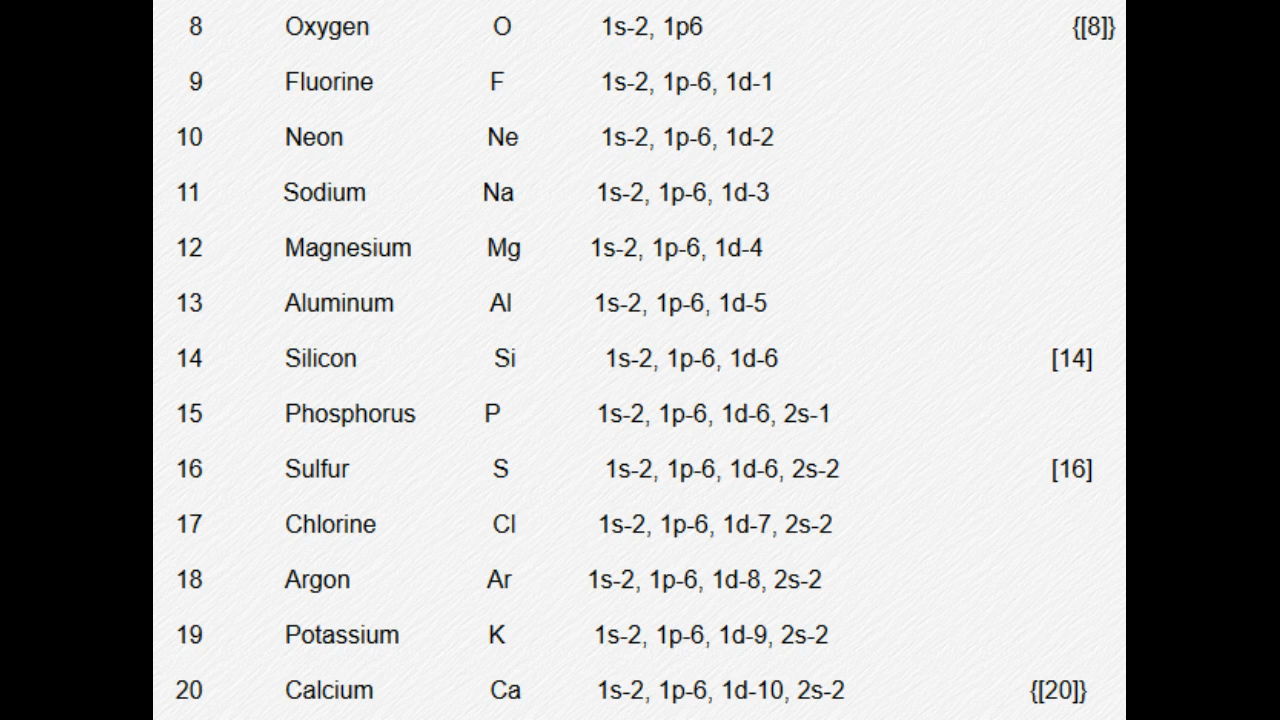 8 Oxygen O 1s-2, 1p6 {[8]}
9 Fluorine F 1s-2, 1p-6, 1d-1
10 Neon Ne 1s-2, 1p-6, 1d-2
11 Sodium Na 1s-2, 1p-6, 1d-3
12 Magnesium Mg 1s-2, 1p-6, 1d-4
13 Aluminum Al 1s-2, 1p-6, 1d-5
14 Silicon Si 1s-2, 1p-6, 1d-6 [14]
15 Phosphorus P 1s-2, 1p-6, 1d-6, 2s-1
16 Sulfur S 1s-2, 1p-6, 1d-6, 2s-2 [16]
17 Chlorine Cl 1s-2, 1p-6, 1d-7, 2s-2
18 Argon Ar 1s-2, 1p-6, 1d-8, 2s-2
19 Potassium K 1s-2, 1p-6, 1d-9, 2s-2
20 Calcium Ca 1s-2, 1p-6, 1d-10, 2s-2 {[20]}